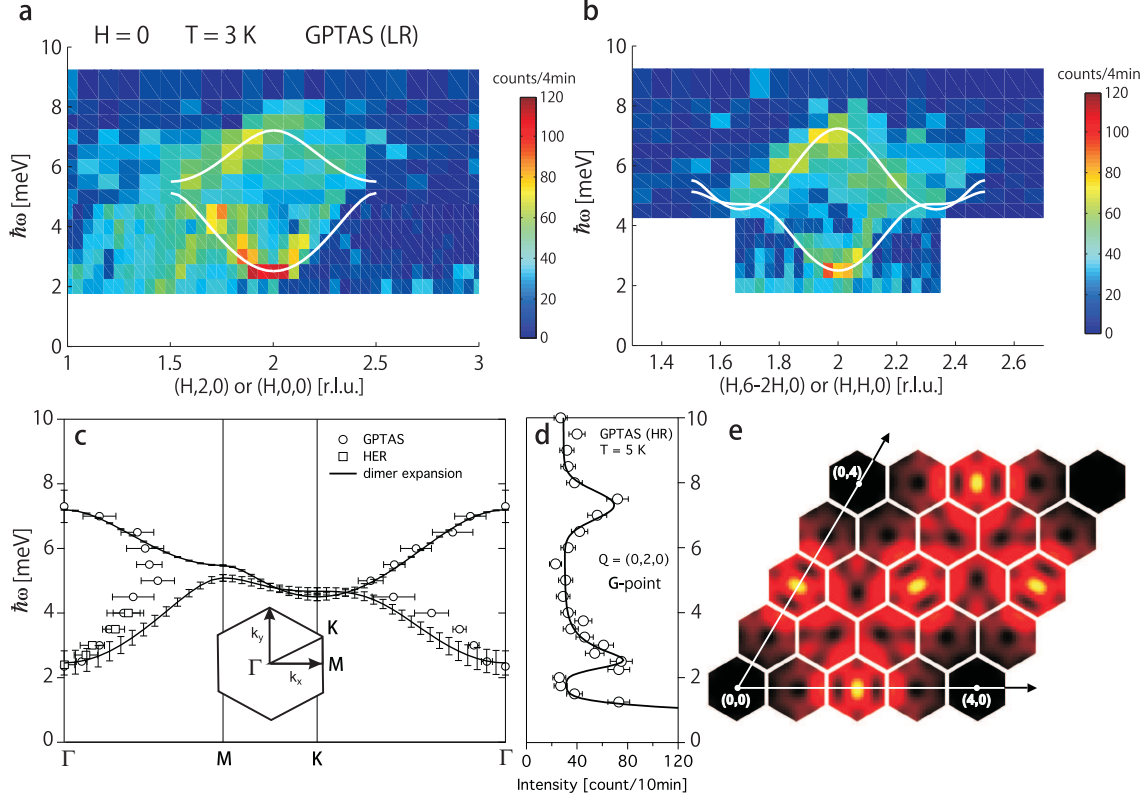 a
H = 0 T = 3 K GPTAS (LR)
10
8
6
4
2
0
ħω [meV]
1
1.5
2
2.5
3
(H,2,0) or (H,0,0) [r.l.u.]
counts/4min
120
100
80
60
40
20
0
b
10
8
6
4
2
0
ħω [meV]
1.4
1.6
1.8
2
2.2
2.4
2.6
(H,6-2H,0) or (H,H,0) [r.l.u.]
counts/4min
120
100
80
60
40
20
0
c
GPTAS
HER
dimer expansion
10
8
6
4
2
0
ħω [meV]
k_y
K
Γ
M
k_x
Γ
M
K
Γ
d
GPTAS (HR)
T = 5 K
Q = (0,2,0)
G-point
10
8
6
4
2
0
0
40
80
120
Intensity [count/10min]
e
(0,4)
(0,0)
(4,0)